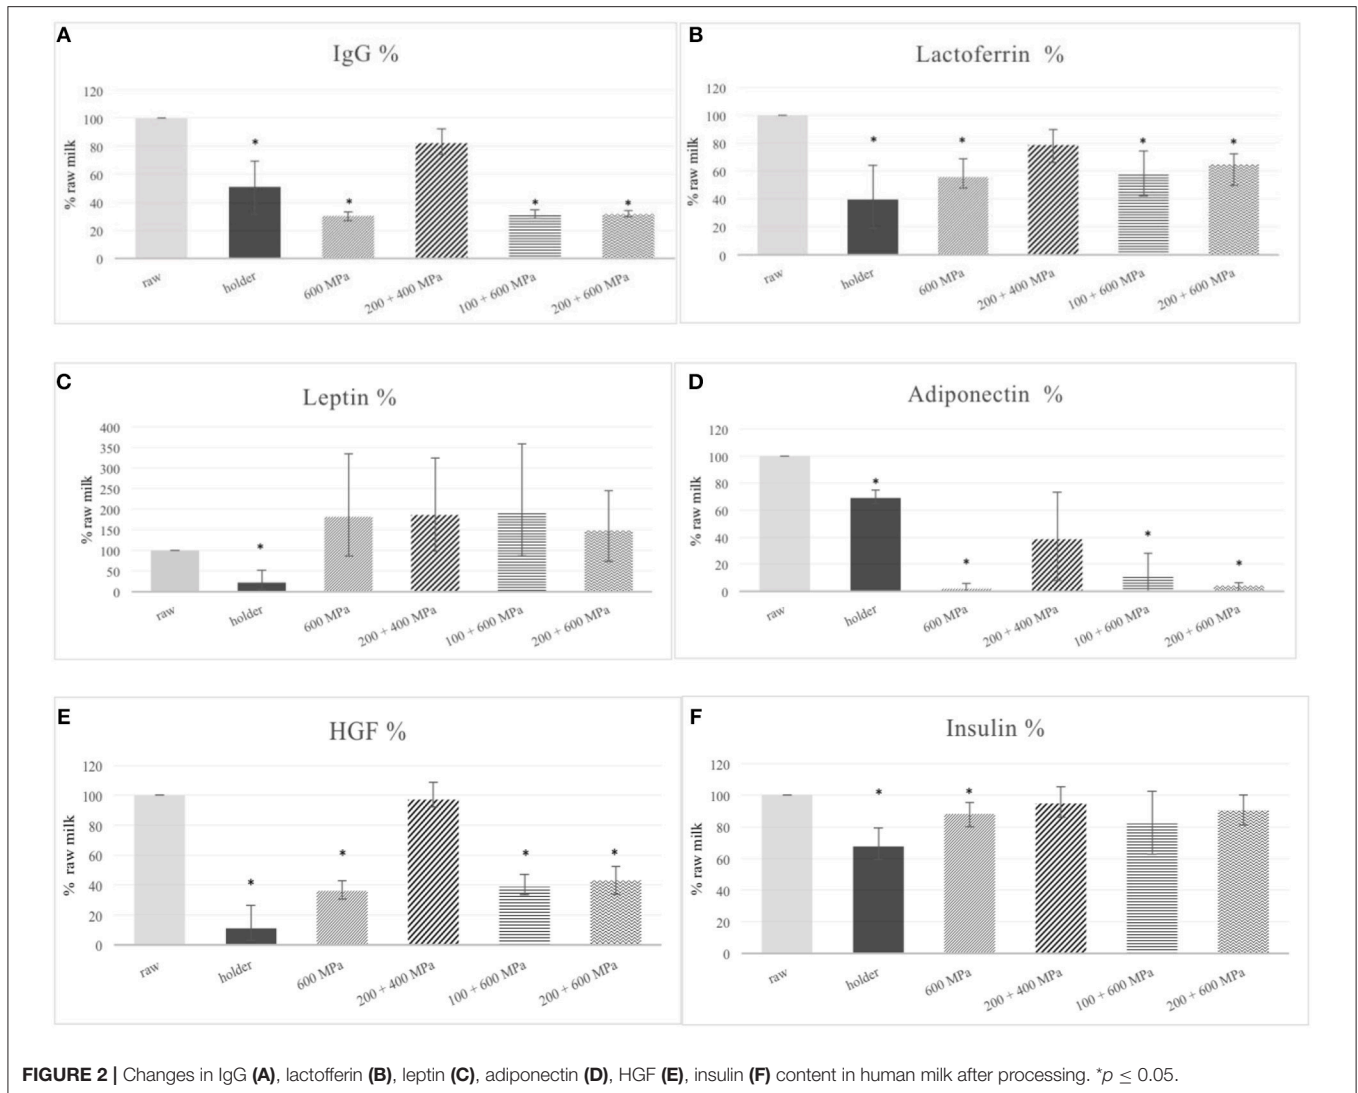 A
IgG %
% raw milk
120
100
80
60
40
20
0
*
*
*
*
raw
holder
600 MPa
200 + 400 MPa
100 + 600 MPa
200 + 600 MPa
B
Lactoferrin %
% raw milk
120
100
80
60
40
20
0
*
*
*
*
raw
holder
600 MPa
200 + 400 MPa
100 + 600 MPa
200 + 600 MPa
C
Leptin %
% raw milk
400
350
300
250
200
150
100
50
0
*
raw
holder
600 MPa
200 + 400 MPa
100 + 600 MPa
200 + 600 MPa
D
Adiponectin %
% raw milk
120
100
80
60
40
20
0
*
*
*
*
raw
holder
600 MPa
200 + 400 MPa
100 + 600 MPa
200 + 600 MPa
E
HGF %
% raw milk
120
100
80
60
40
20
0
*
*
*
*
raw
holder
600 MPa
200 + 400 MPa
100 + 600 MPa
200 + 600 MPa
F
Insulin %
% raw milk
120
100
80
60
40
20
0
*
*
raw
holder
600 MPa
200 + 400 MPa
100 + 600 MPa
200 + 600 MPa
FIGURE 2 | Changes in IgG (A), lactofferin (B), leptin (C), adiponectin (D), HGF (E), insulin (F) content in human milk after processing. *p ≤ 0.05.